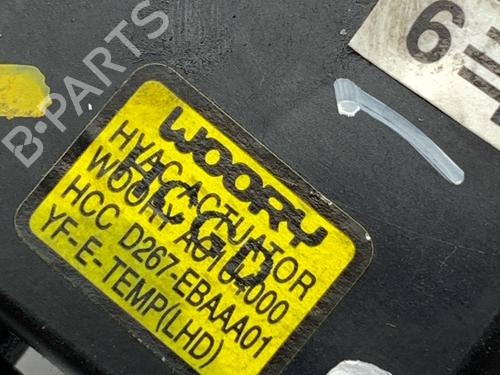 B-PARTS
WOORY
HVAC ACTUATOR
WOORY
HCC D267-EBAAA01
YF-E-TEMP(LHD)
6